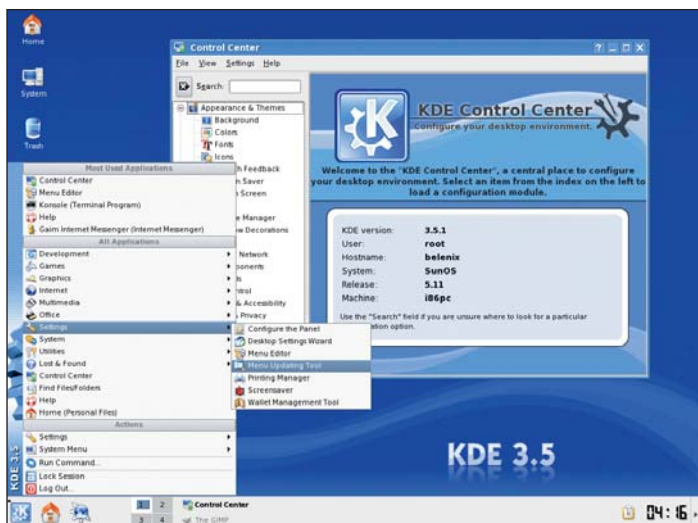 Home
System
Trash
Control Center
File View Settings Help
Search:
Appearance & Themes
Background
Colors
Fonts
Icons
h Feedback
n Saver
h Screen
e Manager
w Decorations
Network
ponents
ls
ntrol
& Accessibility
Privacy
KDE Control Center
Configure your desktop environment.
Welcome to the "KDE Control Center", a central place to configure
your desktop environment. Select an item from the index on the left to
load a configuration module.
KDE version: 3.5.1
User: root
Hostname: belenix
System: SunOS
Release: 5.11
Machine: i86pc
Use the "Search" field if you are unsure where to look for a particular
ation option.
Most Used Applications
Control Center
Menu Editor
Konsole (Terminal Program)
Help
Gaim Internet Messenger (Internet Messenger)
All Applications
Development
Games
Graphics
Internet
Multimedia
Office
Settings
System
Utilities
Lost & Found
Control Center
Find Files/Folders
Help
Home (Personal Files)
Actions
Settings
System Menu
Run Command...
Lock Session
Log Out...
Configure the Panel
Desktop Settings Wizard
Menu Editor
Menu Updating Tool
Printing Manager
Screensaver
Wallet Management Tool
KDE 3.5
KDE 3.5
1 2
3 4
Control Center
The GIMP
04:16